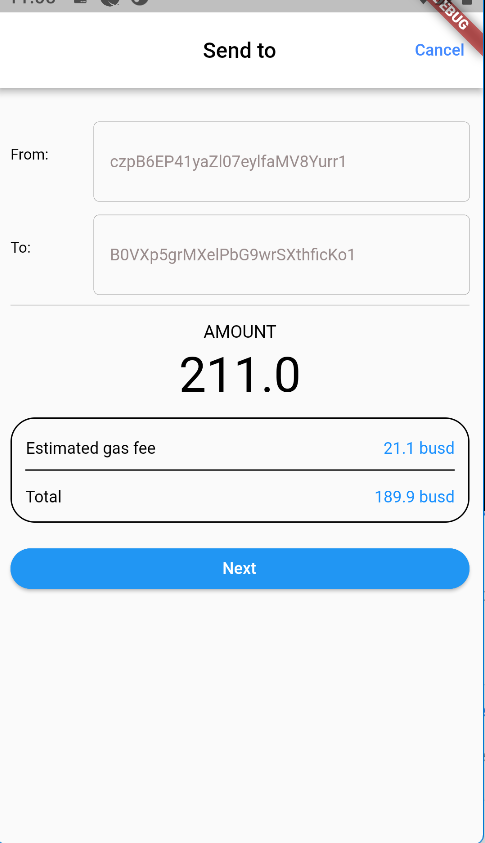 Send to
Cancel
From:
czpB6EP41yaZl07eylfaMV8Yurr1
To:
B0VXp5grMXelPbG9wrSXthficKo1
AMOUNT
211.0
Estimated gas fee
21.1 busd
Total
189.9 busd
Next